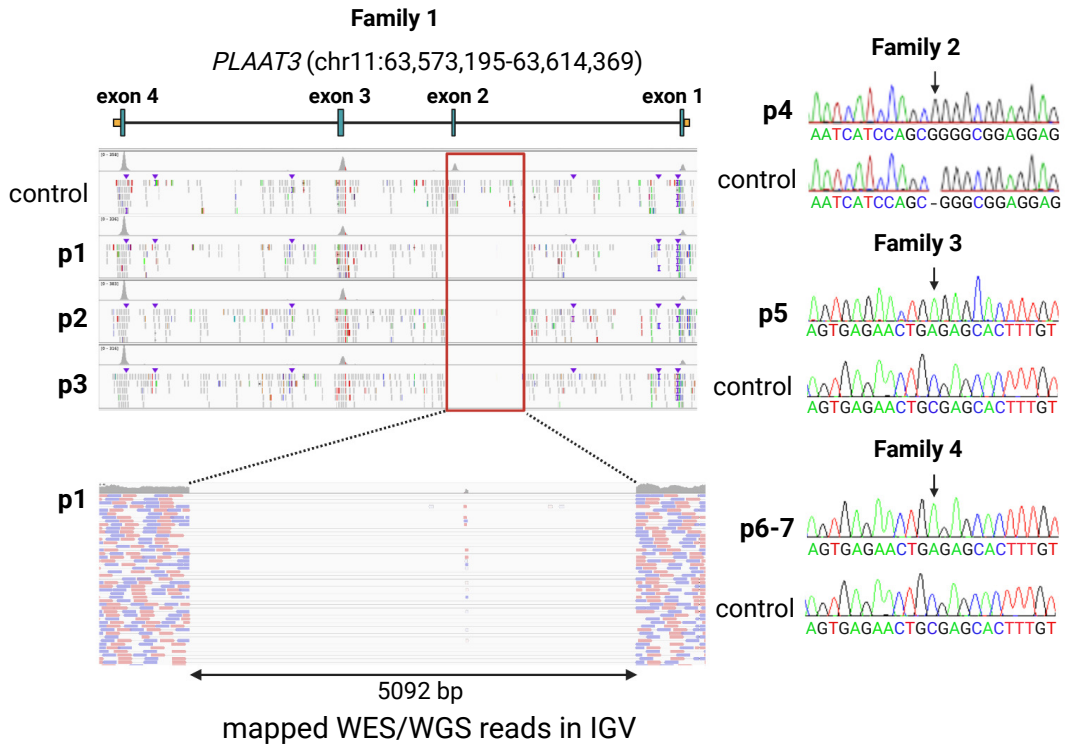 Family 1
PLAAT3 (chr11:63,573,195-63,614,369)
exon 4 exon 3 exon 2 exon 1
control
p1
p2
p3
p1
5092 bp
mapped WES/WGS reads in IGV
Family 2
p4
AATCATCCAGCGGGGCGGAGGAG
control
AATCATCCAGC-GGGCGGAGGAG
Family 3
p5
AGTGAGAACTGAGAGCACTTTGT
control
AGTGAGAACTGCGAGCACTTTGT
Family 4
p6-7
AGTGAGAACTGAGAGCACTTTGT
control
AGTGAGAACTGCGAGCACTTTGT